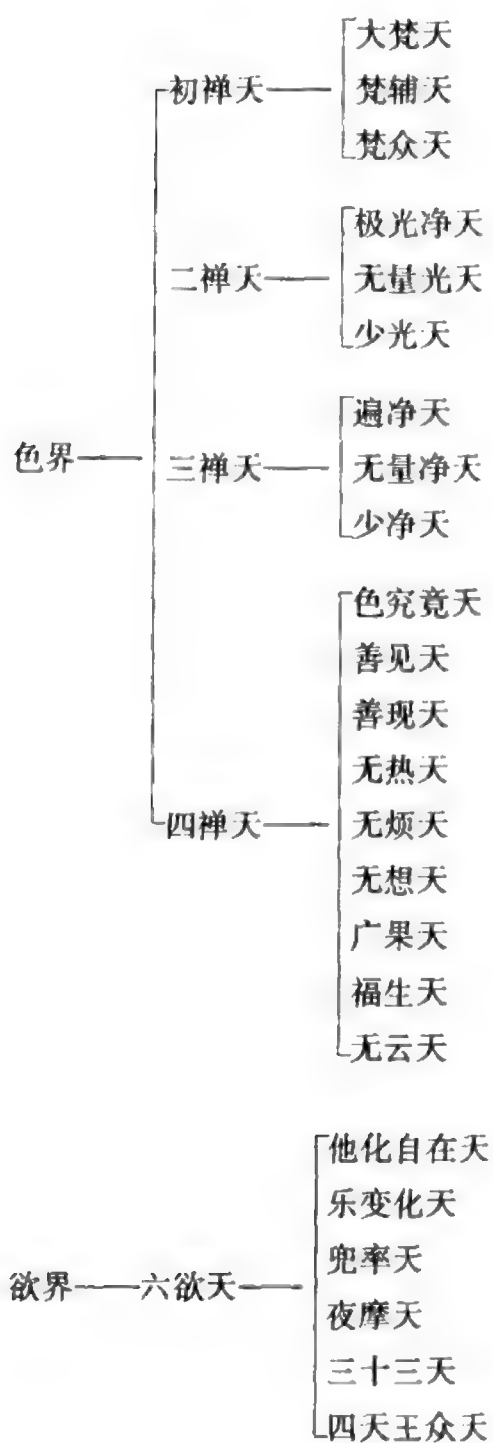 大梵天
初禅天
梵辅天
梵众天
极光净天
二禅天
无量光天
少光天
遍净天
色界
三禅天
无量净天
少净天
色究竟天
善见天
善现天
无热天
四禅天
无烦天
无想天
广果天
福生天
无云天
他化自在天
乐变化天
兜率天
欲界
六欲天
夜摩天
三十三天
四天王众天